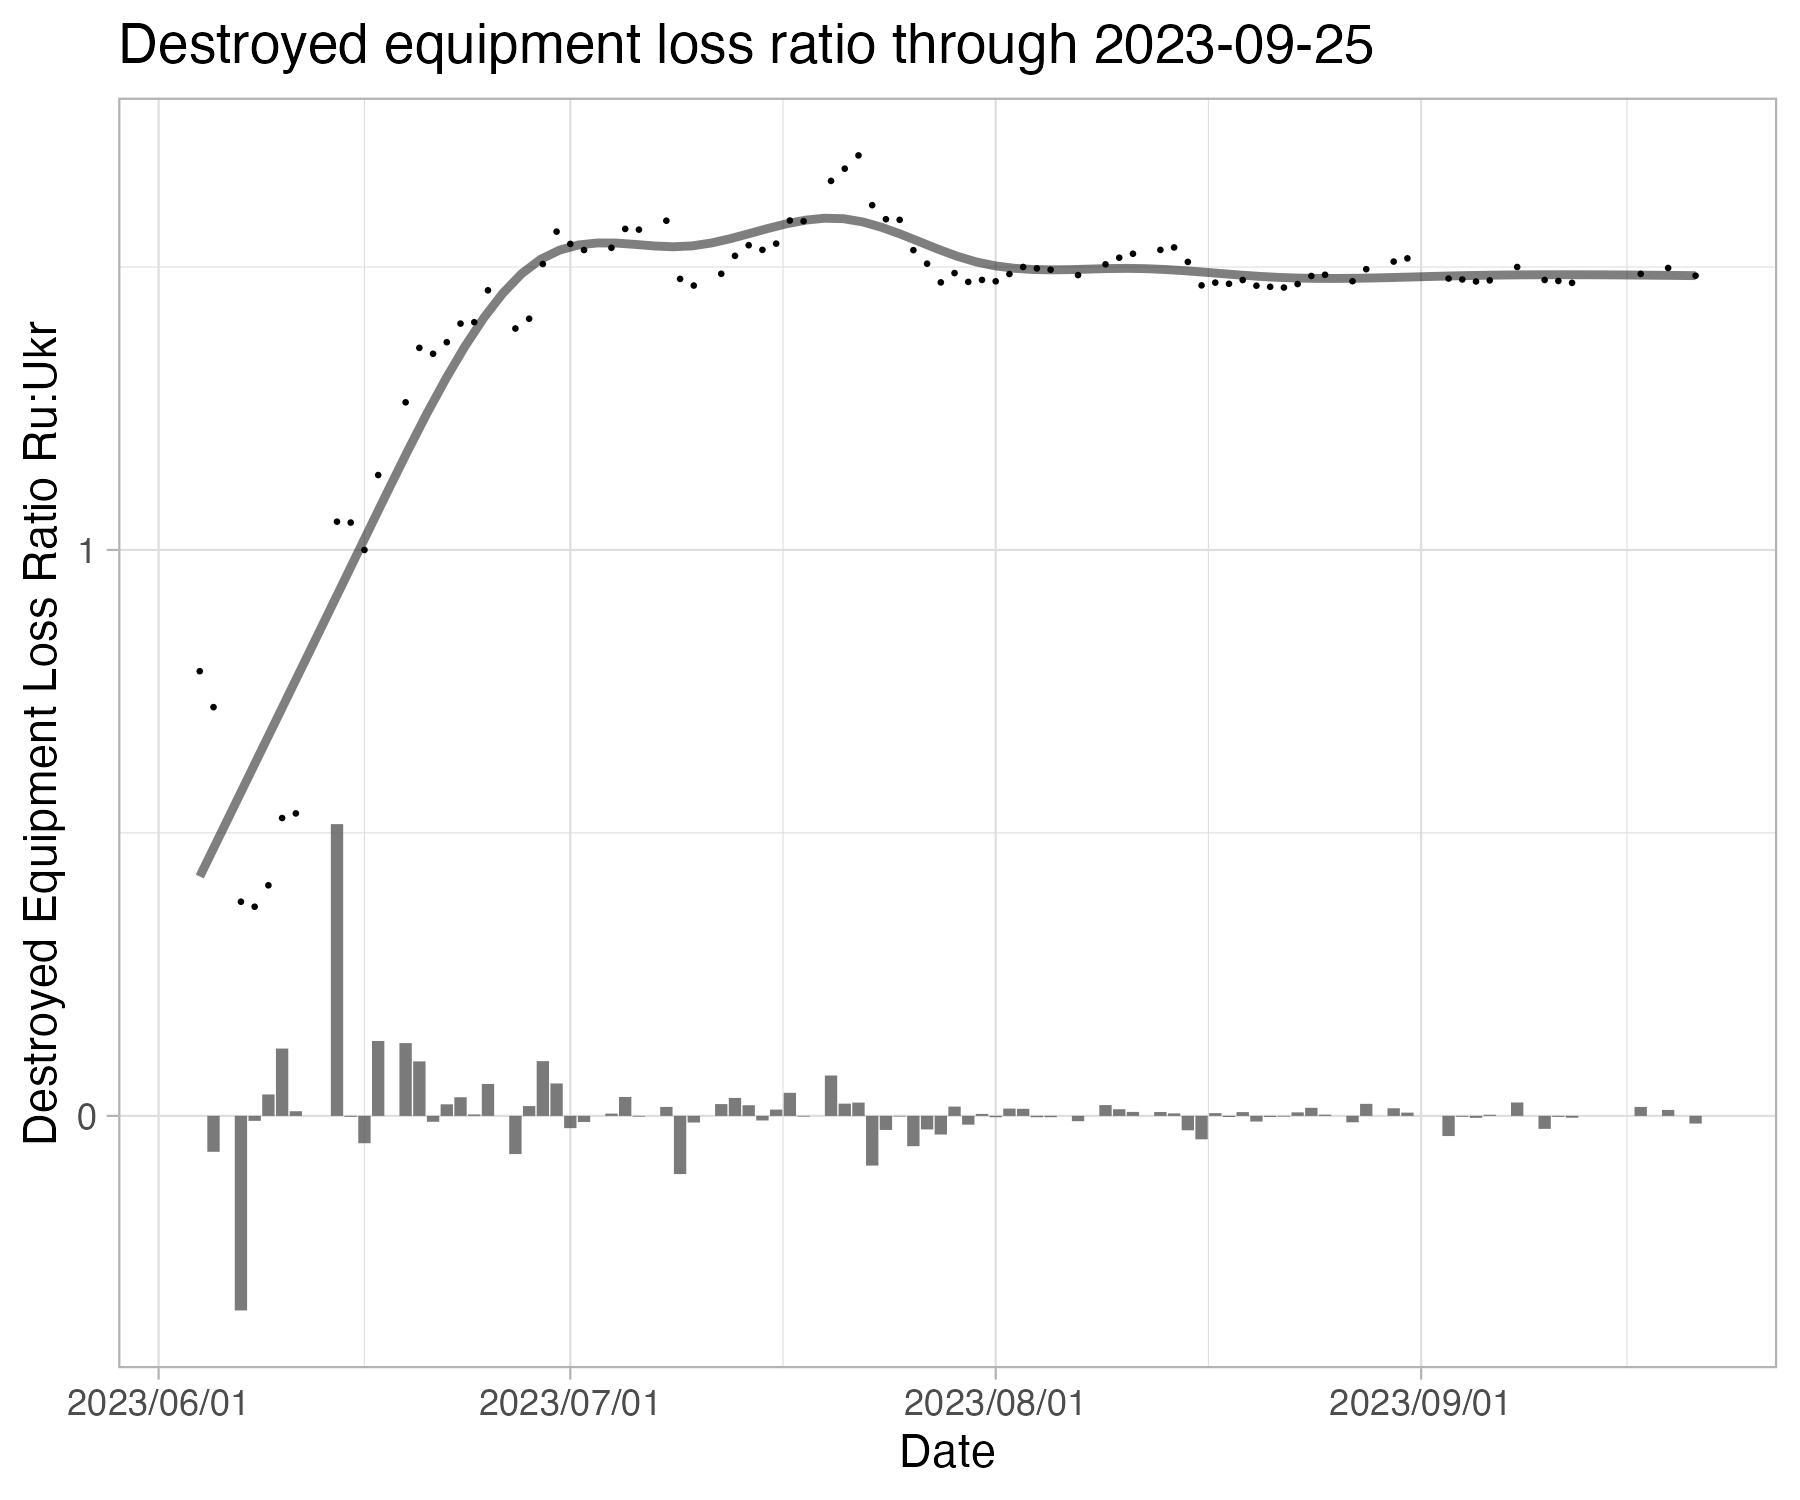 Destroyed equipment loss ratio through 2023-09-25
Destroyed Equipment Loss Ratio Ru:Ukr
1
0
2023/06/01
2023/07/01
2023/08/01
2023/09/01
Date